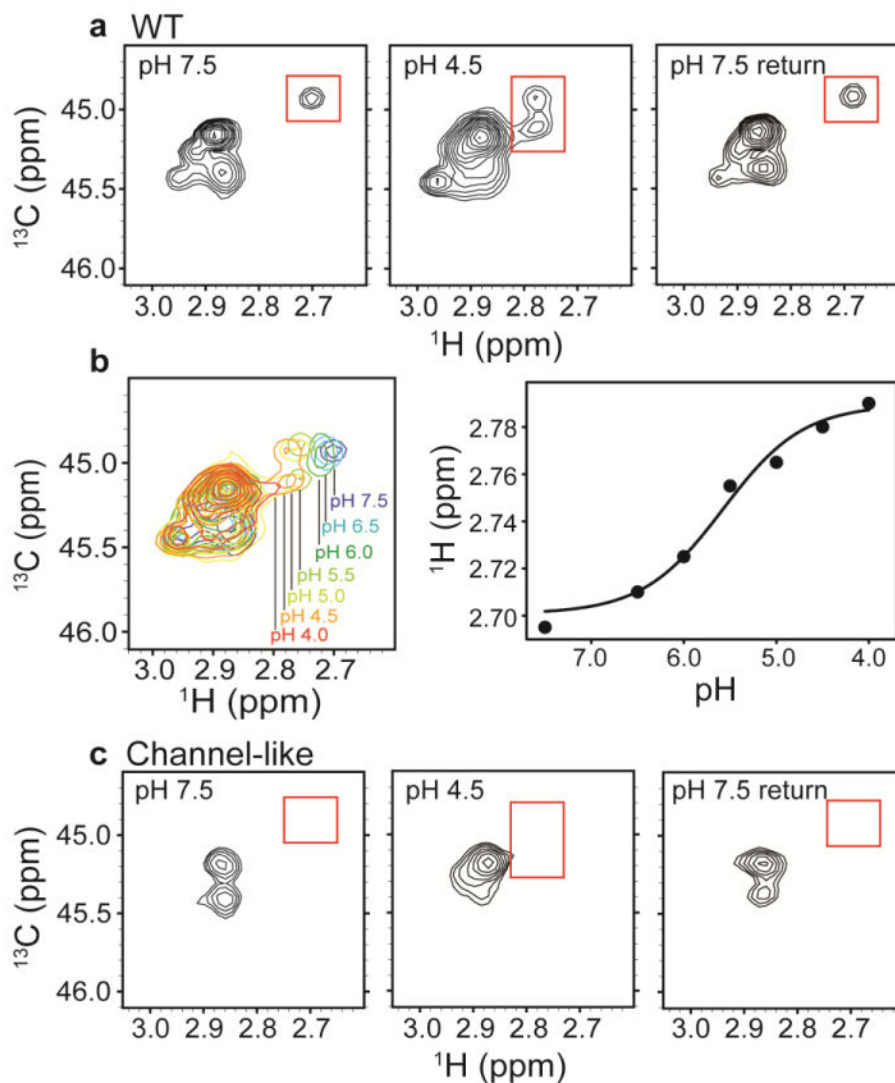 a WT
pH 7.5
pH 4.5
pH 7.5 return
45.0
45.5
46.0
¹³C (ppm)
3.0 2.9 2.8 2.7
3.0 2.9 2.8 2.7
3.0 2.9 2.8 2.7
¹H (ppm)
b
45.0
45.5
46.0
¹³C (ppm)
pH 7.5
pH 6.5
pH 6.0
pH 5.5
pH 5.0
pH 4.5
pH 4.0
3.0 2.9 2.8 2.7
¹H (ppm)
2.78
2.76
2.74
2.72
2.70
¹H (ppm)
7.0 6.0 5.0 4.0
pH
c Channel-like
pH 7.5
pH 4.5
pH 7.5 return
45.0
45.5
46.0
¹³C (ppm)
3.0 2.9 2.8 2.7
3.0 2.9 2.8 2.7
3.0 2.9 2.8 2.7
¹H (ppm)